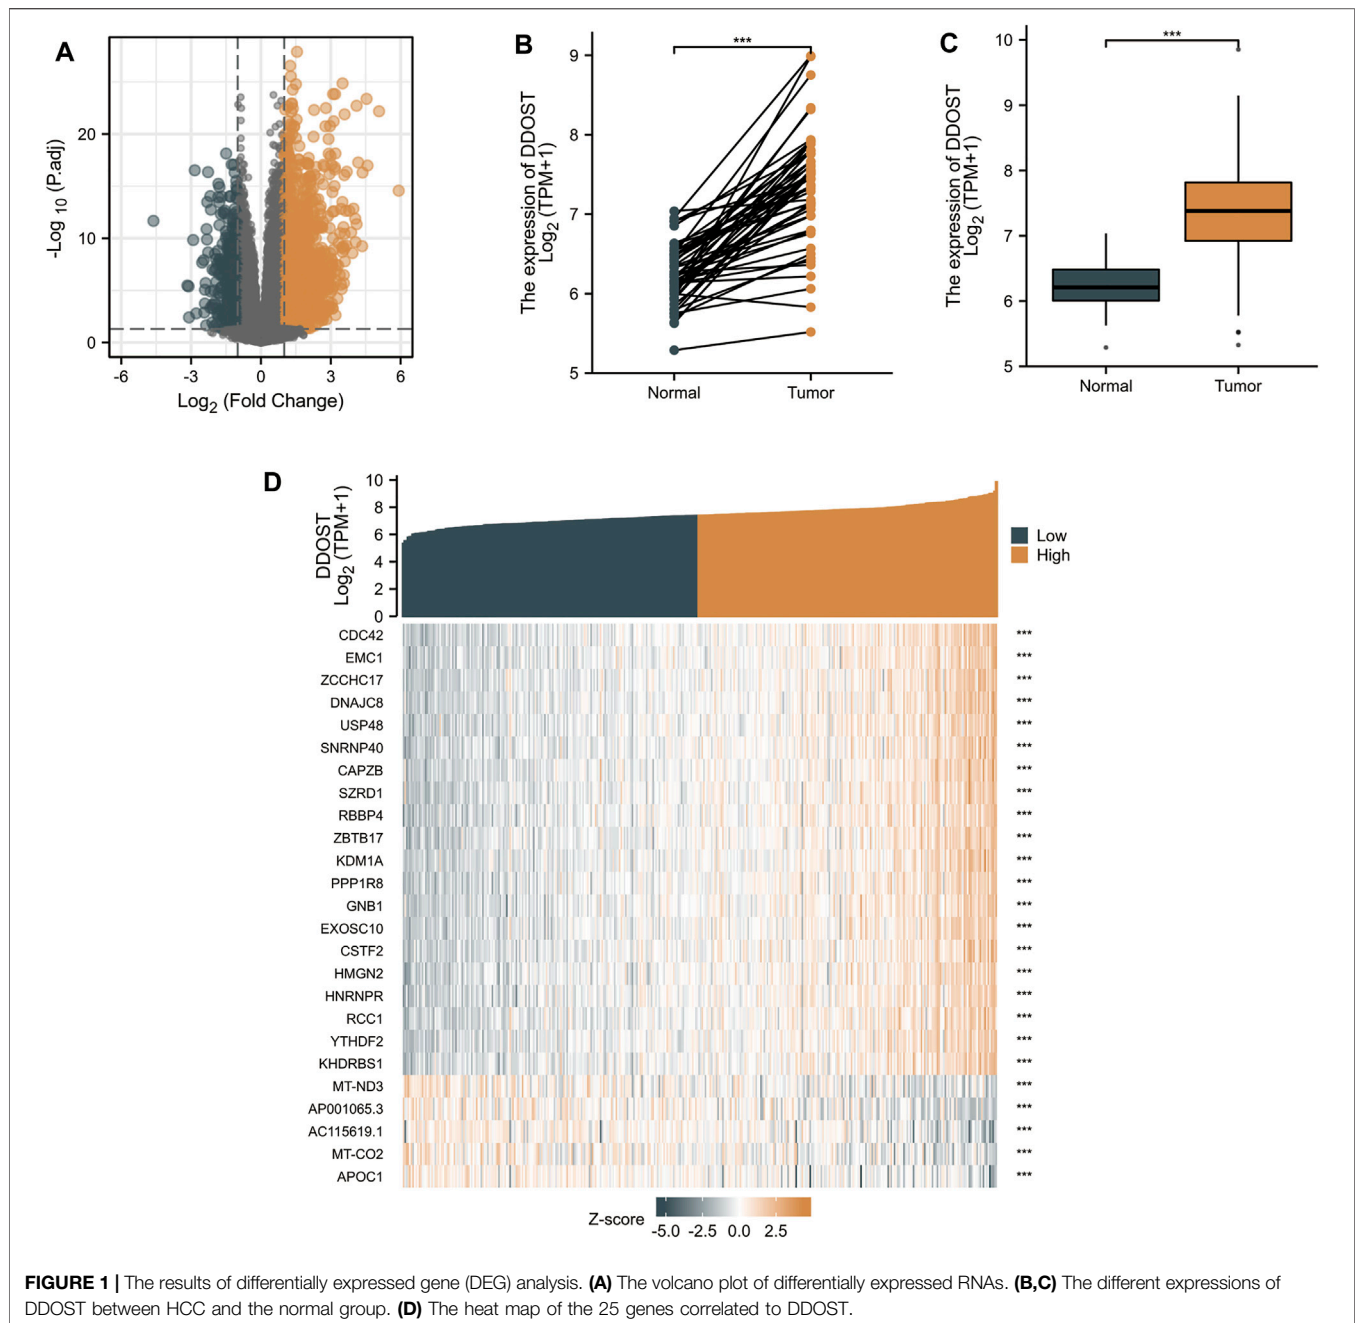 A
-Log 10 (P.adj)
20
10
0
-6 -3 0 3 6
Log2 (Fold Change)
B
***
The expression of DDOST
Log2 (TPM+1)
9
8
7
6
5
Normal Tumor
C
***
The expression of DDOST
Log2 (TPM+1)
10
9
8
7
6
5
Normal Tumor
D
DDOST
Log2 (TPM+1)
10
8
6
4
2
0
Low
High
CDC42 ***
EMC1 ***
ZCCHC17 ***
DNAJC8 ***
USP48 ***
SNRNP40 ***
CAPZB ***
SZRD1 ***
RBBP4 ***
ZBTB17 ***
KDM1A ***
PPP1R8 ***
GNB1 ***
EXOSC10 ***
CSTF2 ***
HMGN2 ***
HNRNPR ***
RCC1 ***
YTHDF2 ***
KHDRBS1 ***
MT-ND3 ***
AP001065.3 ***
AC115619.1 ***
MT-CO2 ***
APOC1 ***
Z-score
-5.0 -2.5 0.0 2.5
FIGURE 1 | The results of differentially expressed gene (DEG) analysis. (A) The volcano plot of differentially expressed RNAs. (B,C) The different expressions of
DDOST between HCC and the normal group. (D) The heat map of the 25 genes correlated to DDOST.